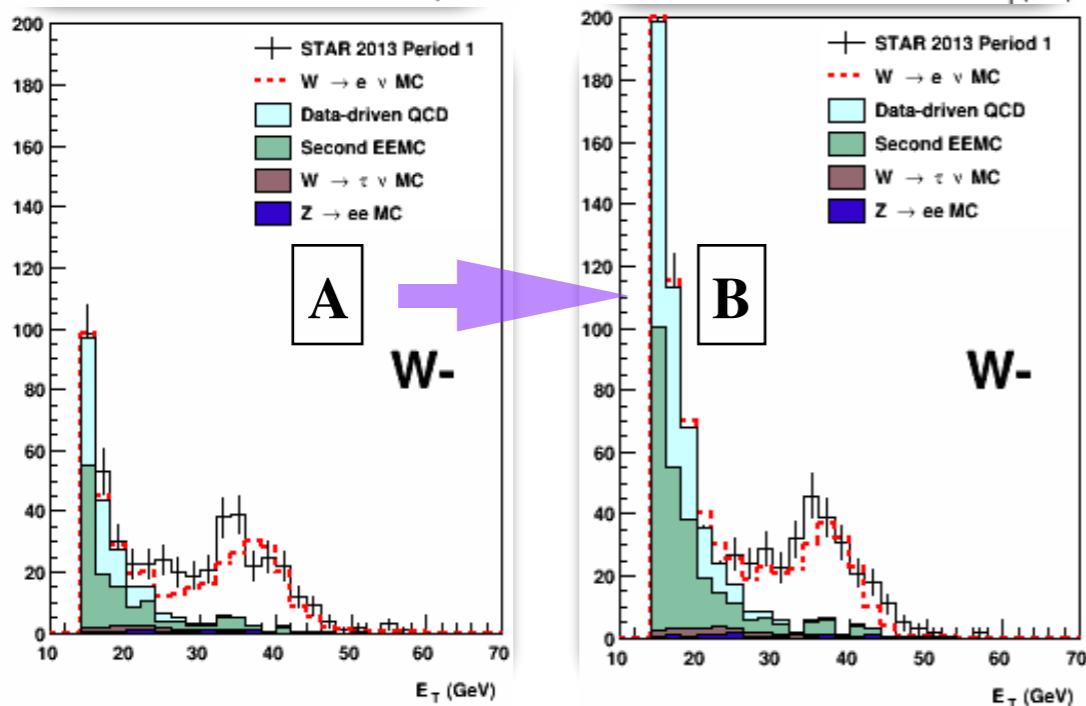 200
180
160
140
120
100
80
60
40
20
0
10 20 30 40 50 60 70
E T (GeV)
STAR 2013 Period 1
W → e ν MC
Data-driven QCD
Second EEMC
W → τ ν MC
Z → ee MC
A
W-
200
180
160
140
120
100
80
60
40
20
0
10 20 30 40 50 60 70
E T (GeV)
STAR 2013 Period 1
W → e ν MC
Data-driven QCD
Second EEMC
W → τ ν MC
Z → ee MC
B
W-